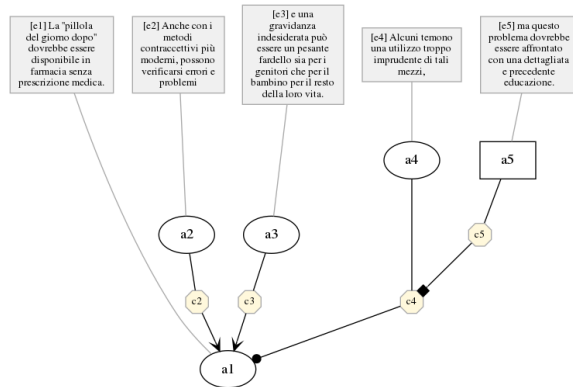 [e1] La "pillola
del giorno dopo"
dovrebbe essere
disponibile in
farmacia senza
prescrizione medica.
[e2] Anche con i
metodi
contraccettivi più
moderni, possono
verificarsi errori e
problemi
[e3] e una
gravidanza
indesiderata può
essere un pesante
fardello sia per i
genitori che per il
bambino per il resto
della loro vita.
[e4] Alcuni temono
una utilizzo troppo
imprudente di tali
mezzi,
[e5] ma questo
problema dovrebbe
essere affrontato
con una dettagliata
e precedente
educazione.
a4
a5
a2
a3
c5
c2
c3
c4
a1